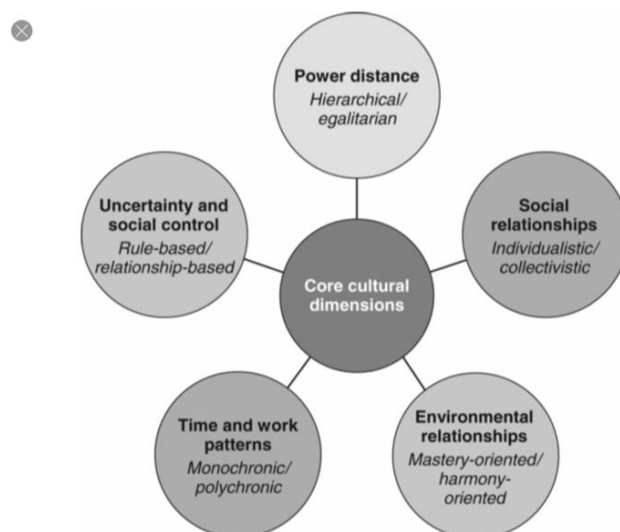 Power distance
Hierarchical/
egalitarian
Uncertainty and
social control
Rule-based/
relationship-based
Social
relationships
Individualistic/
collectivistic
Core cultural
dimensions
Time and work
patterns
Monochronic/
polychronic
Environmental
relationships
Mastery-oriented/
harmony-
oriented